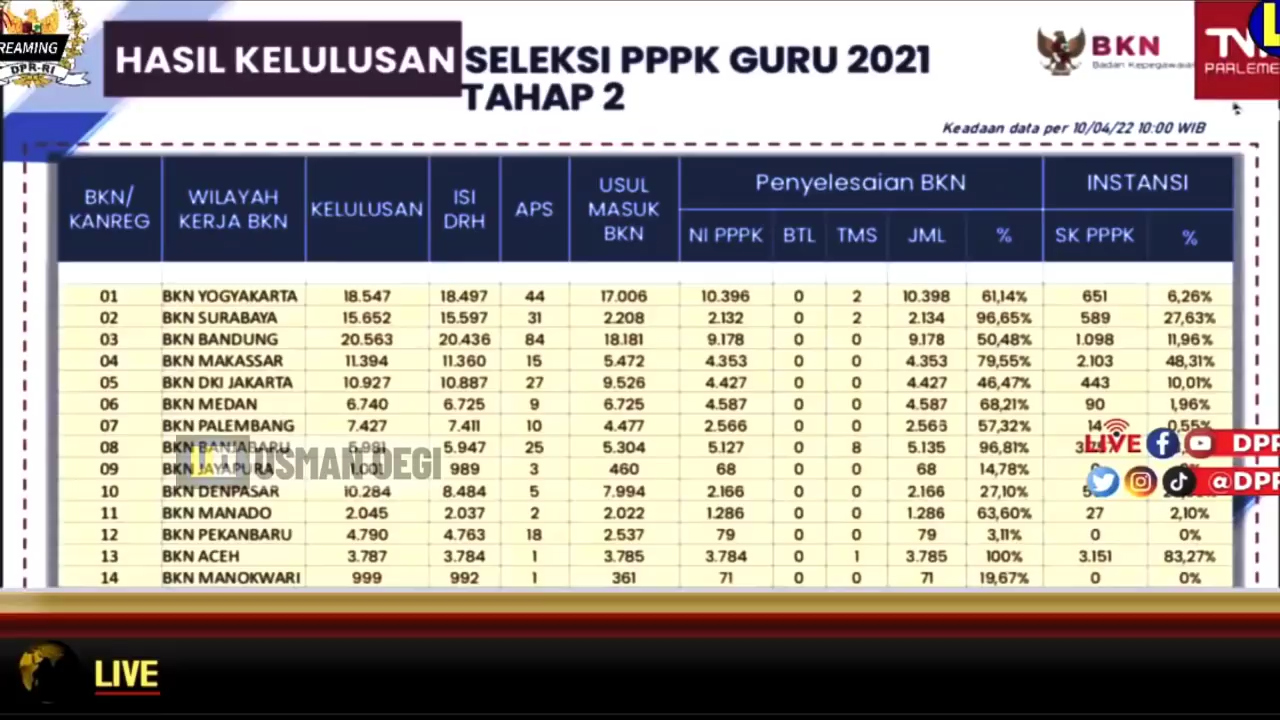 STREAMING
DPR-RI
HASIL KELULUSAN SELEKSI PPPK GURU 2021
TAHAP 2
BKN
Badan Kepegawaian
PARLEME
Keadaan data per 10/04/22 10:00 WIB
BKN/ KANREG WILAYAH KERJA BKN KELULUSAN ISI DRH APS USUL MASUK BKN Penyelesaian BKN INSTANSI
NI PPPK BTL TMS JML % SK PPPK %
01 BKN YOGYAKARTA 18.547 18.497 44 17.006 10.396 0 2 10.398 61,14% 651 6,26%
02 BKN SURABAYA 15.652 15.597 31 2.208 2.132 0 2 2.134 96,65% 589 27,63%
03 BKN BANDUNG 20.563 20.436 84 18.181 9.178 0 0 9.178 50,48% 1.098 11,96%
04 BKN MAKASSAR 11.394 11.360 15 5.472 4.353 0 0 4.353 79,55% 2.103 48,31%
05 BKN DKI JAKARTA 10.927 10.887 27 9.526 4.427 0 0 4.427 46,47% 443 10,01%
06 BKN MEDAN 6.740 6.725 9 6.725 4.587 0 0 4.587 68,21% 90 1,96%
07 BKN PALEMBANG 7.427 7.411 10 4.477 2.566 0 0 2.566 57,32% 14 0,55%
08 BKN BANJABARU 5.981 5.947 25 5.304 5.127 0 8 5.135 96,81%
09 BKN JAYAPURA 1.001 989 3 460 68 0 0 68 14,78%
10 BKN DENPASAR 10.284 8.484 5 7.994 2.166 0 0 2.166 27,10%
11 BKN MANADO 2.045 2.037 2 2.022 1.286 0 0 1.286 63,60% 27 2,10%
12 BKN PEKANBARU 4.790 4.763 18 2.537 79 0 0 79 3,11% 0 0%
13 BKN ACEH 3.787 3.784 1 3.785 3.784 0 1 3.785 100% 3.151 83,27%
14 BKN MANOKWARI 999 992 1 361 71 0 0 71 19,67% 0 0%
USMAN DEGI
LIVE DPR
@DPR
LIVE